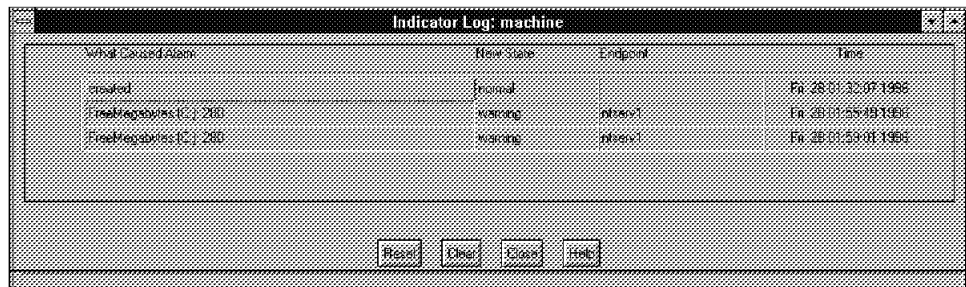 Indicator Log: machine
What Caused Alarm New State Endpoint Time
created normal Fri 28 01:32:07 1996
FreeMegabytes (C:) 280 warning ntserv1 Fri 28 01:55:49 1996
FreeMegabytes (C:) 280 warning ntserv1 Fri 28 01:59:01 1996
Reset Clear Close Help